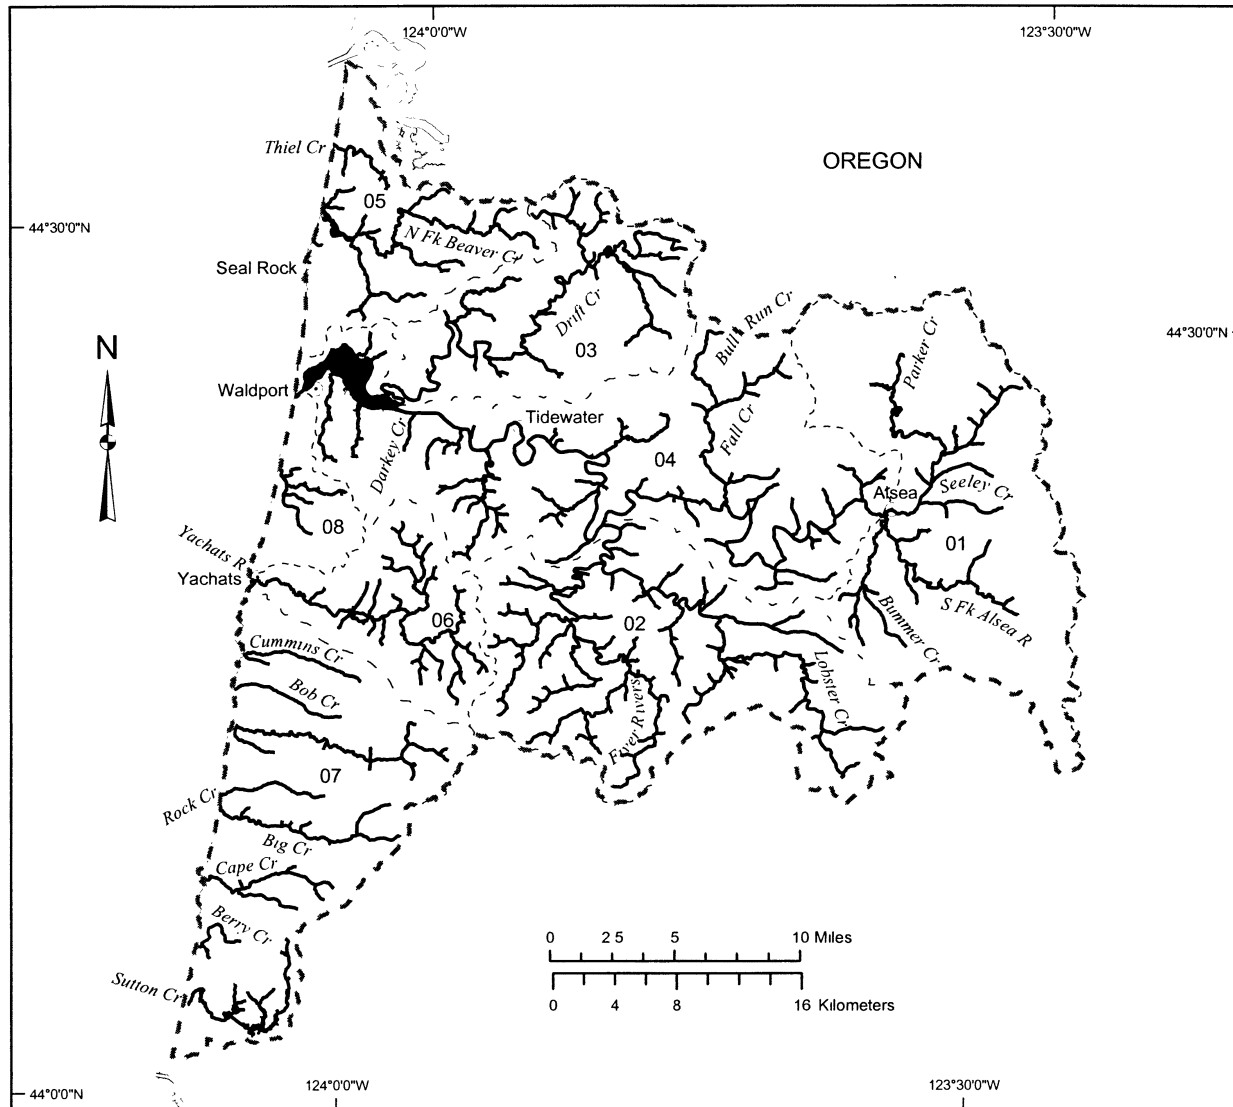 124°0'0"W
123°30'0"W
Thiel Cr
OREGON
05
44°30'0"N
N Fk Beaver Cr
Seal Rock
Drift Cr
Bull Run Cr
44°30'0"N
N
03
Parker Cr
Waldport
Tidewater
Darkey Cr
Fall Cr
04
Alsea
Seeley Cr
08
01
Yachats R
Yachats
S Fk Alsea R
Bummer Cr
06
02
Cummins Cr
Lobster Cr
Bob Cr
Fryer Rivers
07
Rock Cr
Big Cr
Cape Cr
Berry Cr
0 2 5 5 10 Miles
Sutton Cr
0 4 8 16 Kilometers
44°0'0"N
124°0'0"W
123°30'0"W